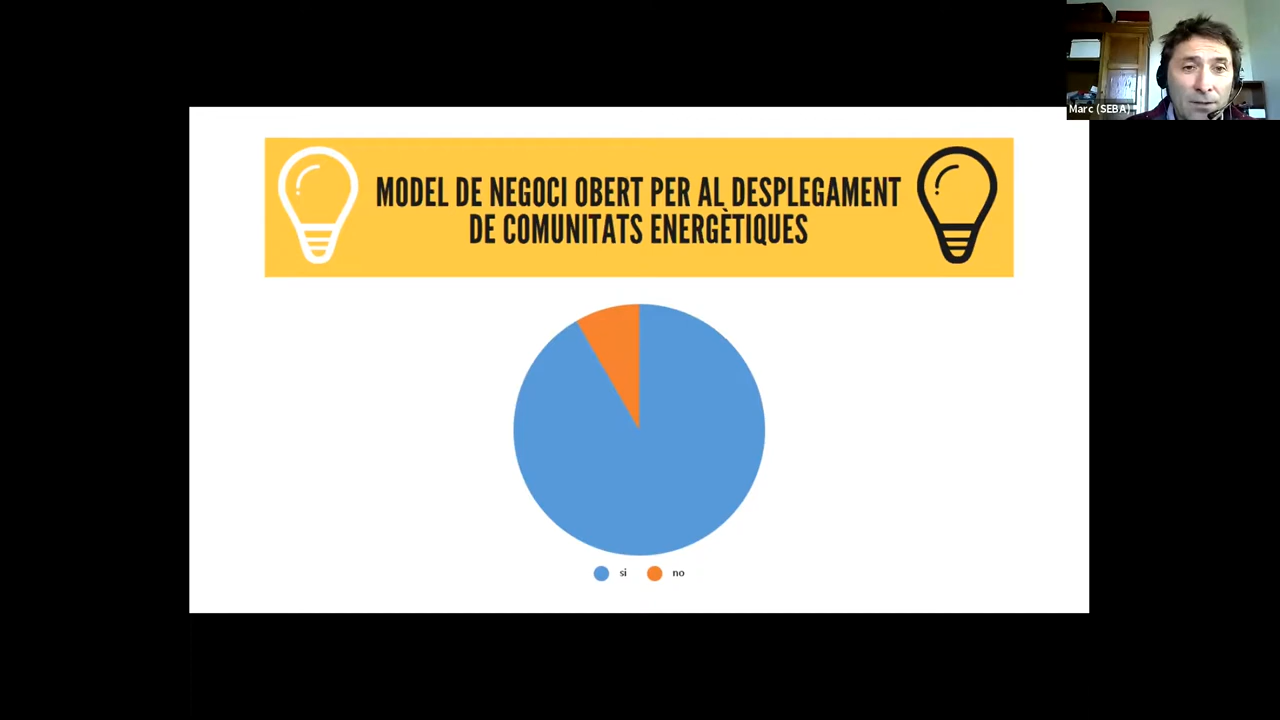 Marc (SEBA)
MODEL DE NEGOCI OBERT PER AL DESPLEGAMENT
DE COMUNITATS ENERGÈTIQUES
si no